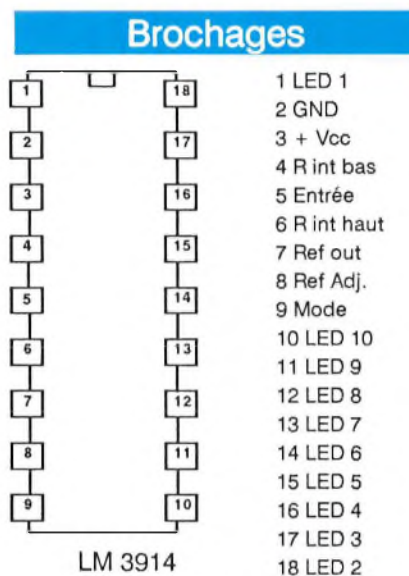 Brochages
1 18
2 17
3 16
4 15
5 14
6 13
7 12
8 11
9 10
LM 3914
1 LED 1
2 GND
3 + Vcc
4 R int bas
5 Entrée
6 R int haut
7 Ref out
8 Ref Adj.
9 Mode
10 LED 10
11 LED 9
12 LED 8
13 LED 7
14 LED 6
15 LED 5
16 LED 4
17 LED 3
18 LED 2